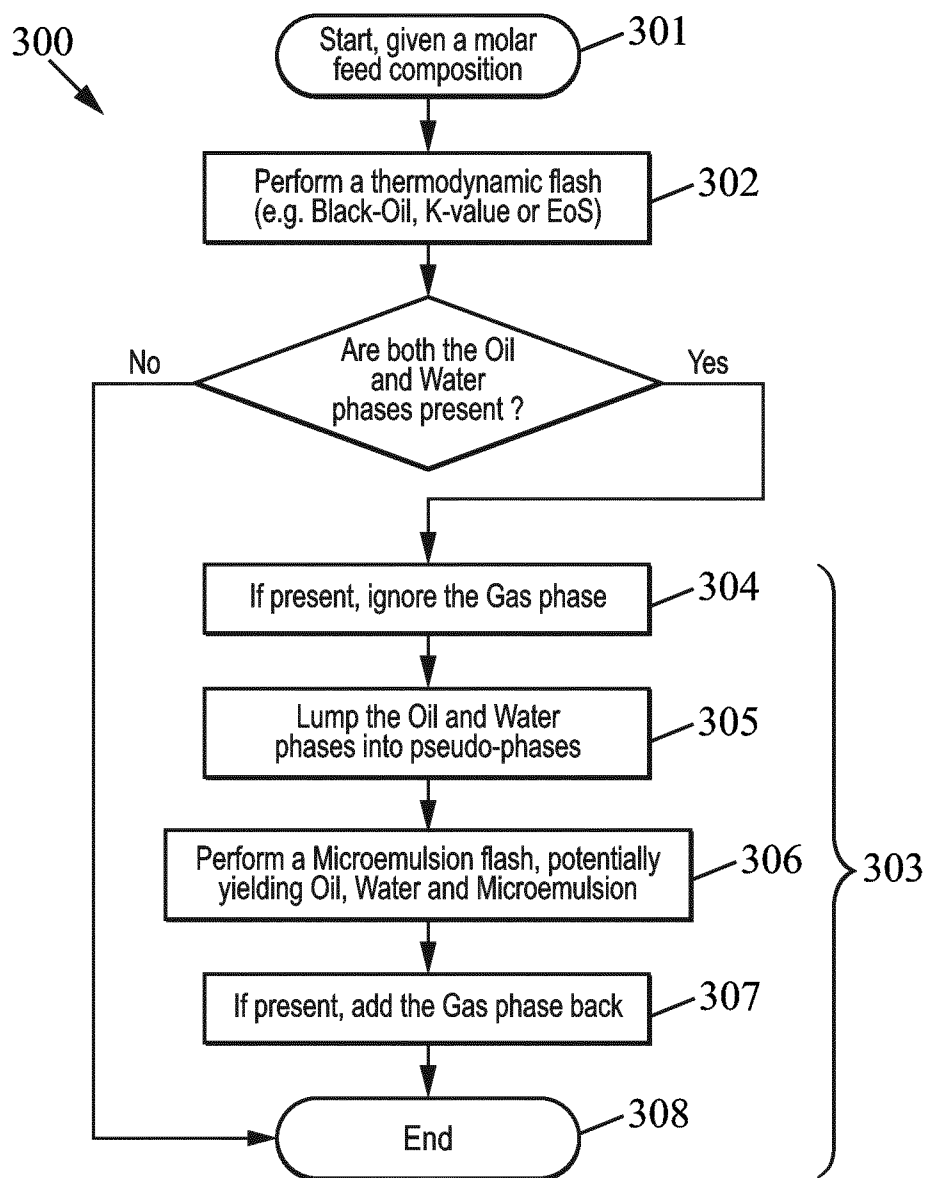 300
Start, given a molar
feed composition
301
Perform a thermodynamic flash
(e.g. Black-Oil, K-value or EoS)
302
Are both the Oil
and Water
phases present ?
No
Yes
If present, ignore the Gas phase
304
Lump the Oil and Water
phases into pseudo-phases
305
Perform a Microemulsion flash, potentially
yielding Oil, Water and Microemulsion
306
303
If present, add the Gas phase back
307
End
308